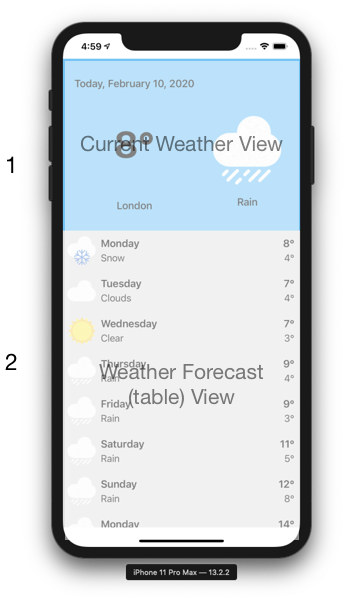 4:59
Today, February 10, 2020
Current Weather View
8°
London
Rain
1
Monday 8°
Snow 4°
Tuesday 7°
Clouds 4°
Wednesday 7°
Clear 3°
Thursday 9°
Rain 4°
2
Weather Forecast
(table) View
Friday 9°
Rain 3°
Saturday 11°
Rain 5°
Sunday 12°
Rain 8°
Monday 14°
iPhone 11 Pro Max — 13.2.2